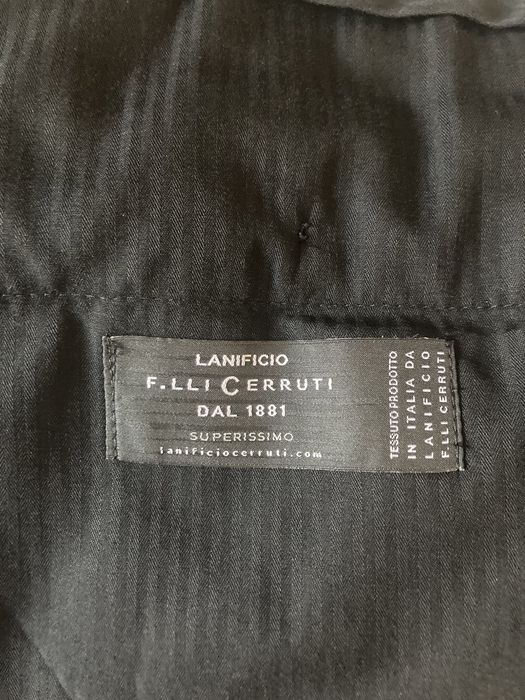 LANIFICIO
F.LLI CERRUTI
DAL 1881
SUPERISSIMO
lanificiocerruti.com
TESSUTO PRODOTTO
IN ITALIA DA
LANIFICIO
F.LLI CERRUTI